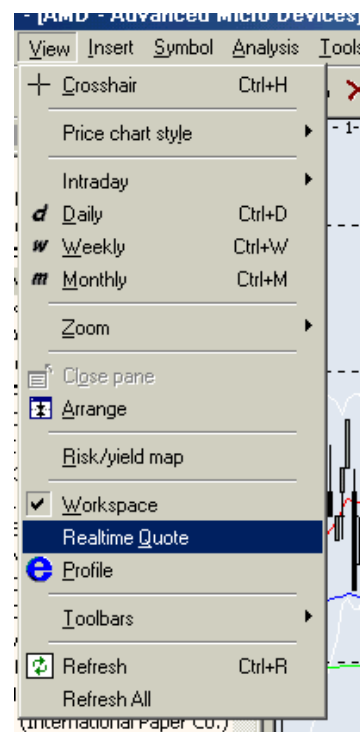 - [AMD - Advanced Micro Devices]
View Insert Symbol Analysis Tools
Crosshair Ctrl+H
Price chart style
- 1-
Intraday
d Daily Ctrl+D
w Weekly Ctrl+W
m Monthly Ctrl+M
Zoom
Close pane
Arrange
Risk/yield map
Workspace
Realtime Quote
Profile
Toolbars
Refresh Ctrl+R
Refresh All
(International Paper Co.)